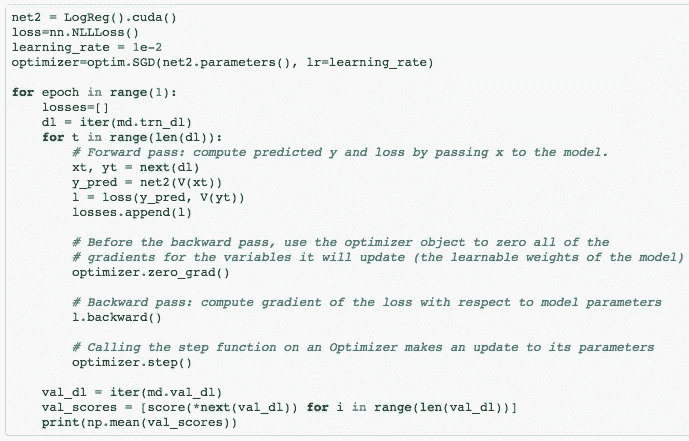 net2 = LogReg().cuda()
loss=nn.NLLLoss()
learning_rate = 1e-2
optimizer=optim.SGD(net2.parameters(), lr=learning_rate)

for epoch in range(1):
    losses=[]
    dl = iter(md.trn_dl)
    for t in range(len(dl)):
        # Forward pass: compute predicted y and loss by passing x to the model.
        xt, yt = next(dl)
        y_pred = net2(V(xt))
        l = loss(y_pred, V(yt))
        losses.append(l)

        # Before the backward pass, use the optimizer object to zero all of the
        # gradients for the variables it will update (the learnable weights of the model)
        optimizer.zero_grad()

        # Backward pass: compute gradient of the loss with respect to model parameters
        l.backward()

        # Calling the step function on an Optimizer makes an update to its parameters
        optimizer.step()

    val_dl = iter(md.val_dl)
    val_scores = [score(*next(val_dl)) for i in range(len(val_dl))]
    print(np.mean(val_scores))